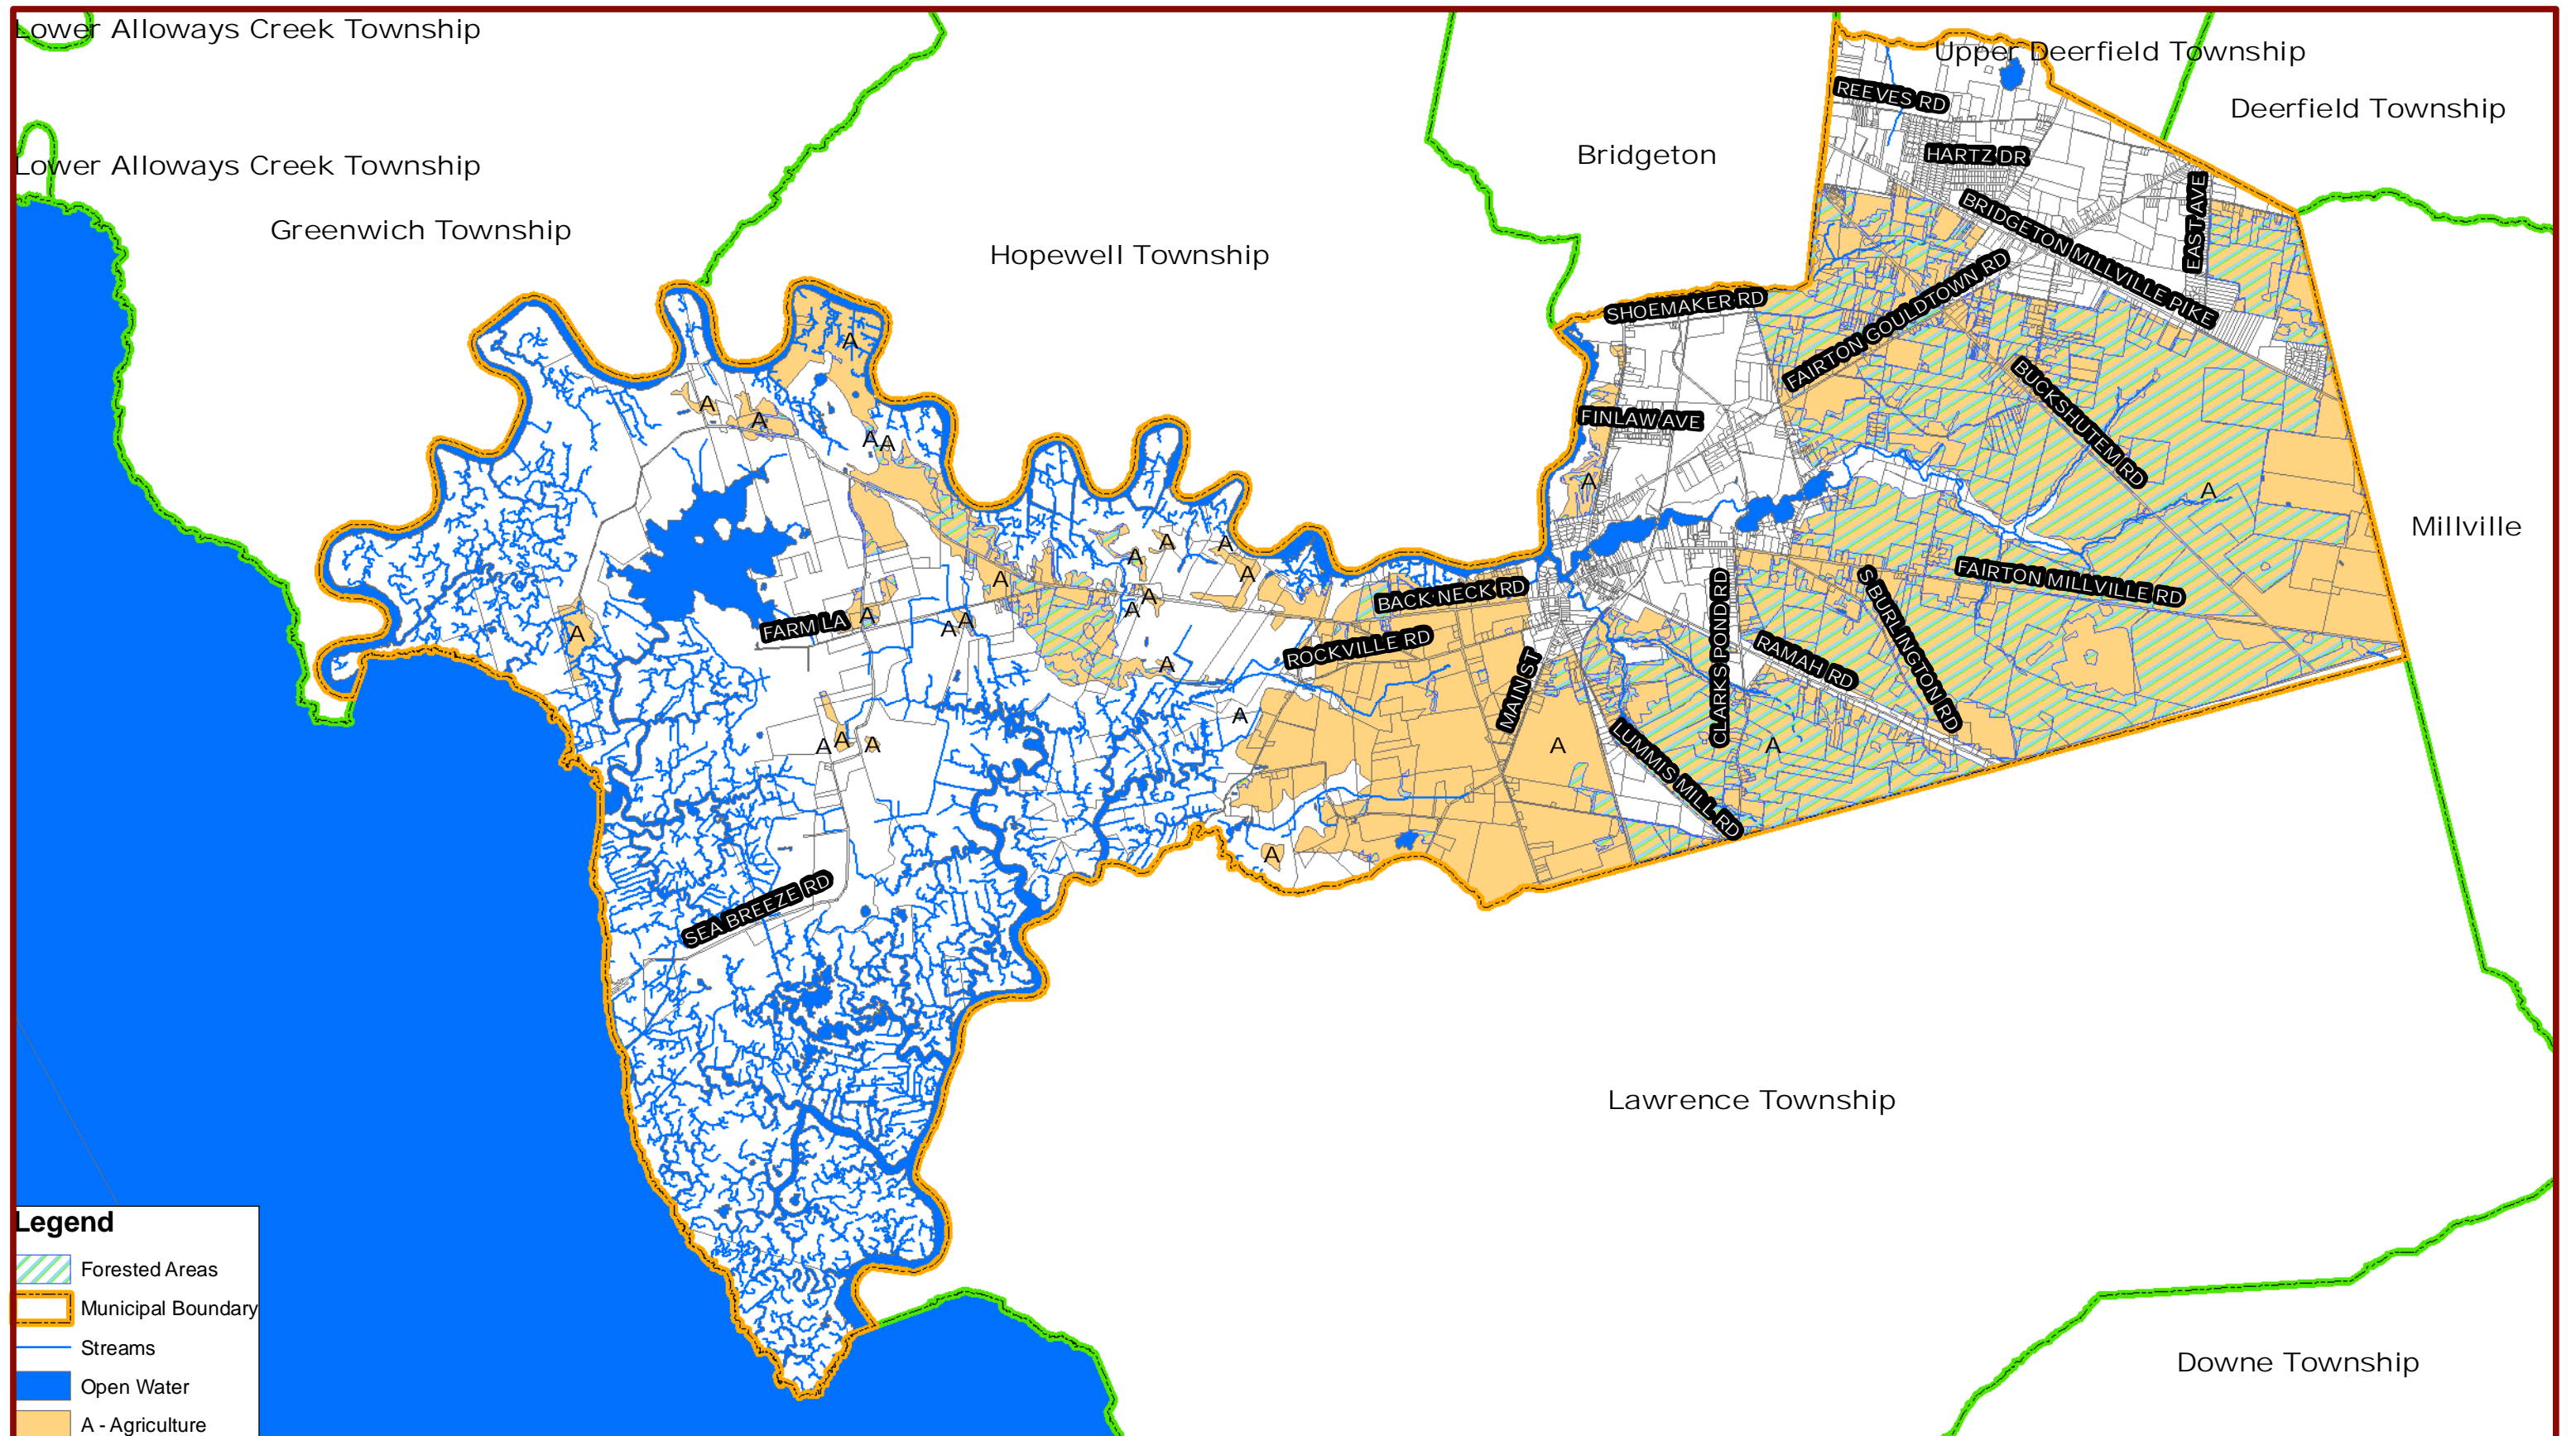 Lower Alloways Creek Township
Upper Deerfield Township
REEVES RD
Deerfield Township
Bridgeton
HARTZ DR
Lower Alloways Creek Township
EAST AVE
Greenwich Township
Hopewell Township
BRIDGETON MILLVILLE PIKE
SHOEMAKER RD
FAIRTON GOULDTOWN RD
A
A
A
FINLAW AVE
BUCKSHUTEM RD
A
A
A
A
Millville
A
A
A
A
A
FAIRTON MILLVILLE RD
BACK NECK RD
A
A
A
FARM LA
A
A
A
S BURLINGTON RD
CLARKS POND RD
ROCKVILLE RD
RAMAH RD
A
MAIN ST
A
A
A
A
A
A
LUMMIS MILL RD
A
SEA BREEZE RD
Lawrence Township
Legend
Forested Areas
Municipal Boundary
Streams
Open Water
A - Agriculture
Downe Township